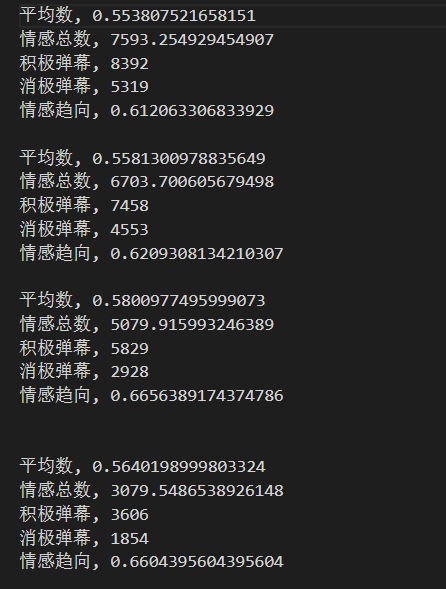 平均数, 0.553807521658151
情感总数, 7593.254929454907
积极弹幕, 8392
消极弹幕, 5319
情感趋向, 0.612063306833929
平均数, 0.5581300978835649
情感总数, 6703.700605679498
积极弹幕, 7458
消极弹幕, 4553
情感趋向, 0.6209308134210307
平均数, 0.5800977495999073
情感总数, 5079.915993246389
积极弹幕, 5829
消极弹幕, 2928
情感趋向, 0.6656389174374786
平均数, 0.5640198999803324
情感总数, 3079.5486538926148
积极弹幕, 3606
消极弹幕, 1854
情感趋向, 0.6604395604395604